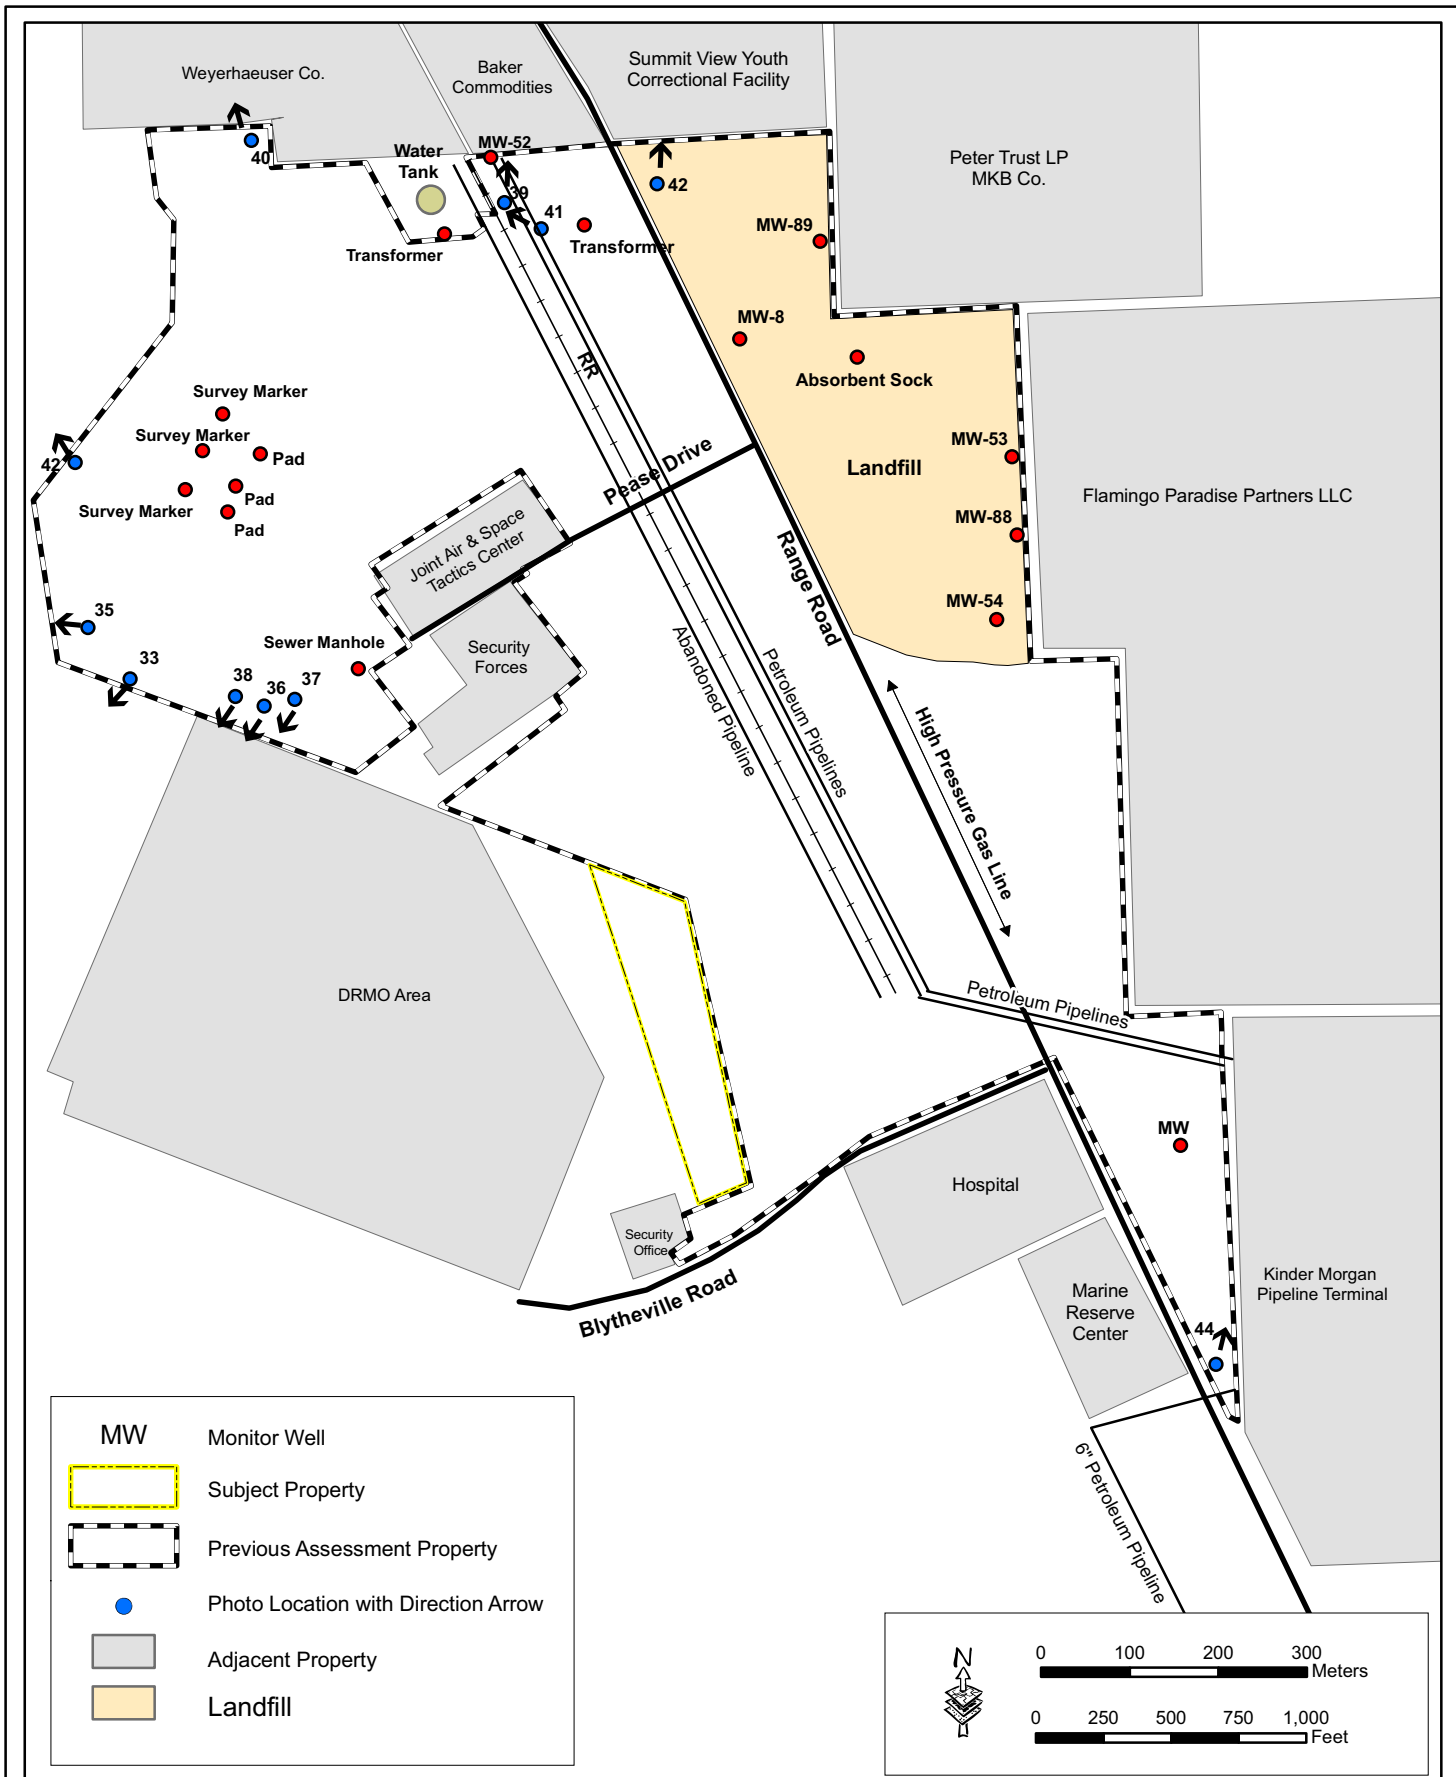 Weyerhaeuser Co.
Baker
Commodities
Summit View Youth
Correctional Facility
Peter Trust LP
MKB Co.
40
Water
Tank
MW-52
39
41
42
Transformer
Transformer
MW-89
MW-8
Absorbent Sock
RR
Survey Marker
Survey Marker
Pad
42
Pad
Survey Marker
Pad
Pease Drive
Landfill
MW-53
Flamingo Paradise Partners LLC
MW-88
Joint Air & Space
Tactics Center
Range Road
MW-54
35
33
Sewer Manhole
Security
Forces
38
36
37
Abandoned Pipeline
Petroleum Pipelines
High Pressure Gas Line
DRMO Area
Petroleum Pipelines
MW
Hospital
Security
Office
Blytheville Road
Marine
Reserve
Center
Kinder Morgan
Pipeline Terminal
44
6" Petroleum Pipeline
MW Monitor Well
Subject Property
Previous Assessment Property
Photo Location with Direction Arrow
Adjacent Property
Landfill
N
0 100 200 300
Meters
0 250 500 750 1,000
Feet